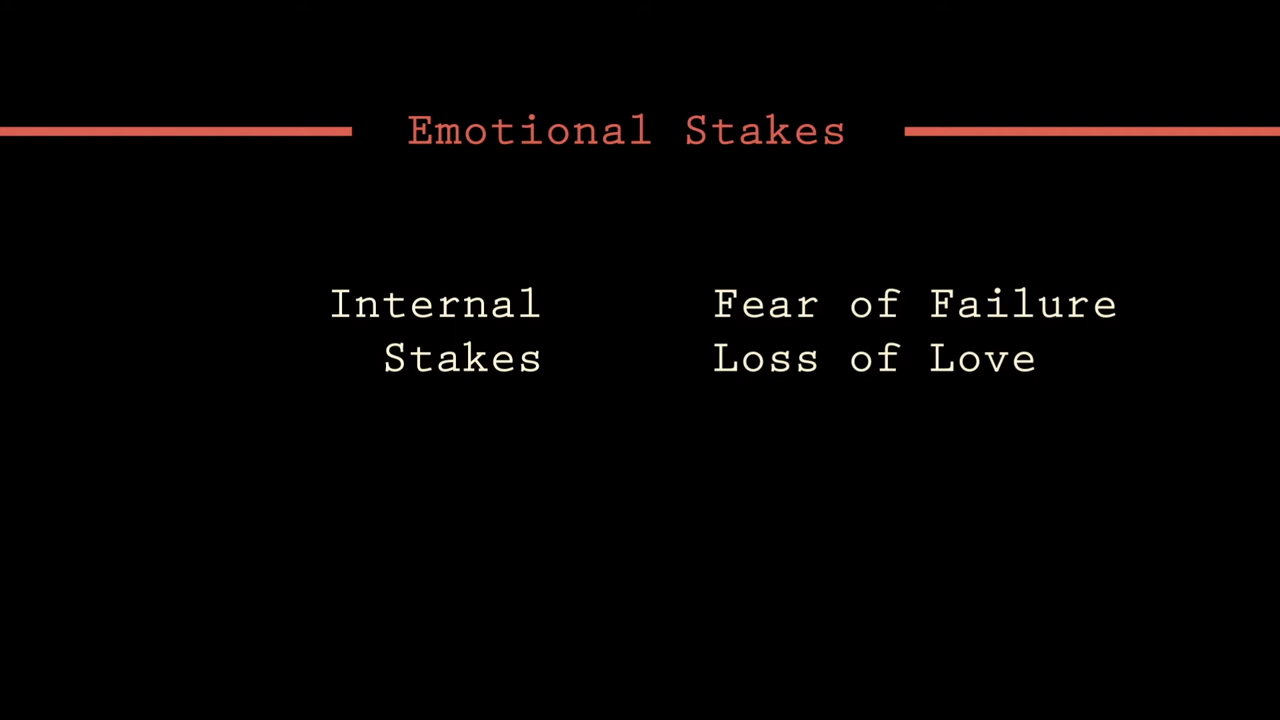 Emotional Stakes
Internal
Stakes
Fear of Failure
Loss of Love